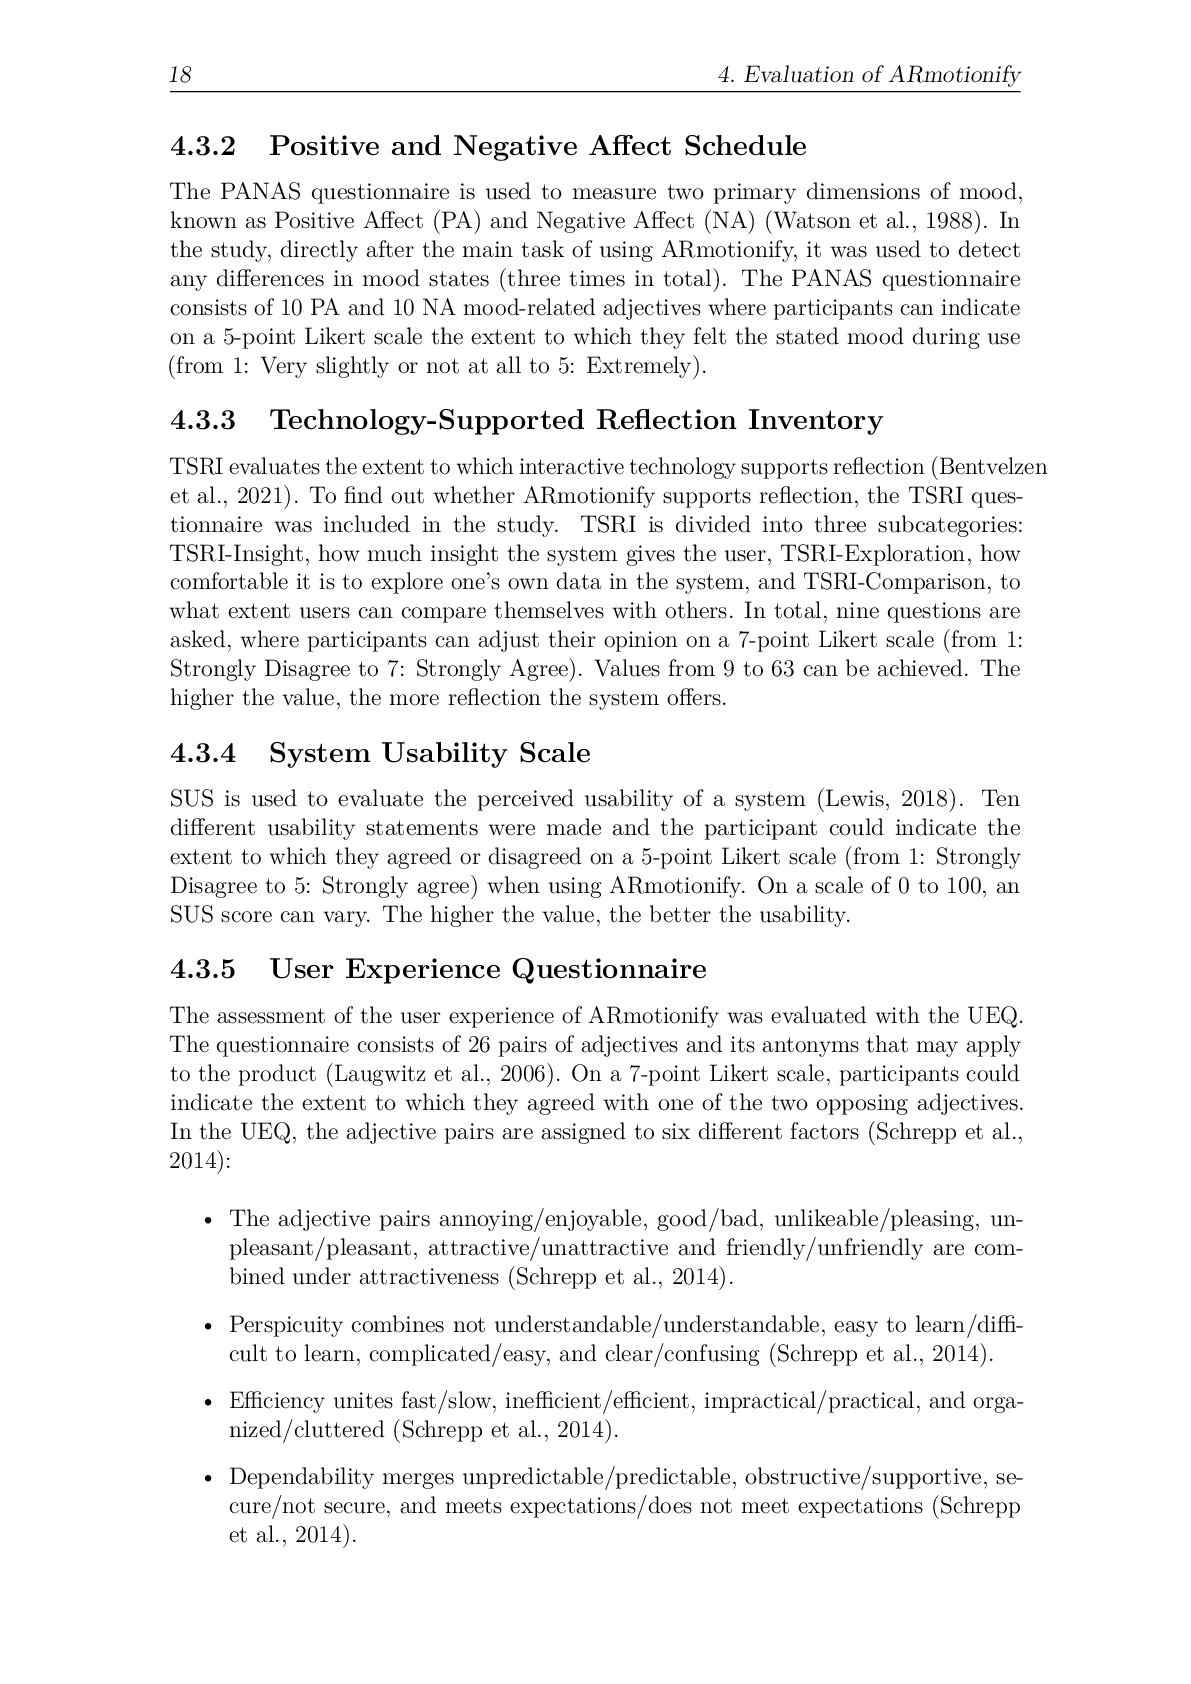 18 4. Evaluation of ARmotionify
4.3.2 Positive and Negative Affect Schedule
The PANAS questionnaire is used to measure two primary dimensions of mood,
known as Positive Affect (PA) and Negative Affect (NA) (Watson et al., 1988). In
the study, directly after the main task of using ARmotionify, it was used to detect
any differences in mood states (three times in total). The PANAS questionnaire
consists of 10 PA and 10 NA mood-related adjectives where participants can indicate
on a 5-point Likert scale the extent to which they felt the stated mood during use
(from 1: Very slightly or not at all to 5: Extremely).
4.3.3 Technology-Supported Reflection Inventory
TSRI evaluates the extent to which interactive technology supports reflection (Bentvelzen
et al., 2021). To find out whether ARmotionify supports reflection, the TSRI ques-
tionnaire was included in the study. TSRI is divided into three subcategories:
TSRI-Insight, how much insight the system gives the user, TSRI-Exploration, how
comfortable it is to explore one's own data in the system, and TSRI-Comparison, to
what extent users can compare themselves with others. In total, nine questions are
asked, where participants can adjust their opinion on a 7-point Likert scale (from 1:
Strongly Disagree to 7: Strongly Agree). Values from 9 to 63 can be achieved. The
higher the value, the more reflection the system offers.
4.3.4 System Usability Scale
SUS is used to evaluate the perceived usability of a system (Lewis, 2018). Ten
different usability statements were made and the participant could indicate the
extent to which they agreed or disagreed on a 5-point Likert scale (from 1: Strongly
Disagree to 5: Strongly agree) when using ARmotionify. On a scale of 0 to 100, an
SUS score can vary. The higher the value, the better the usability.
4.3.5 User Experience Questionnaire
The assessment of the user experience of ARmotionify was evaluated with the UEQ.
The questionnaire consists of 26 pairs of adjectives and its antonyms that may apply
to the product (Laugwitz et al., 2006). On a 7-point Likert scale, participants could
indicate the extent to which they agreed with one of the two opposing adjectives.
In the UEQ, the adjective pairs are assigned to six different factors (Schrepp et al.,
2014):
• The adjective pairs annoying/enjoyable, good/bad, unlikeable/pleasing, un-
pleasant/pleasant, attractive/unattractive and friendly/unfriendly are com-
bined under attractiveness (Schrepp et al., 2014).
• Perspicuity combines not understandable/understandable, easy to learn/diffi-
cult to learn, complicated/easy, and clear/confusing (Schrepp et al., 2014).
• Efficiency unites fast/slow, inefficient/efficient, impractical/practical, and orga-
nized/cluttered (Schrepp et al., 2014).
• Dependability merges unpredictable/predictable, obstructive/supportive, se-
cure/not secure, and meets expectations/does not meet expectations (Schrepp
et al., 2014).